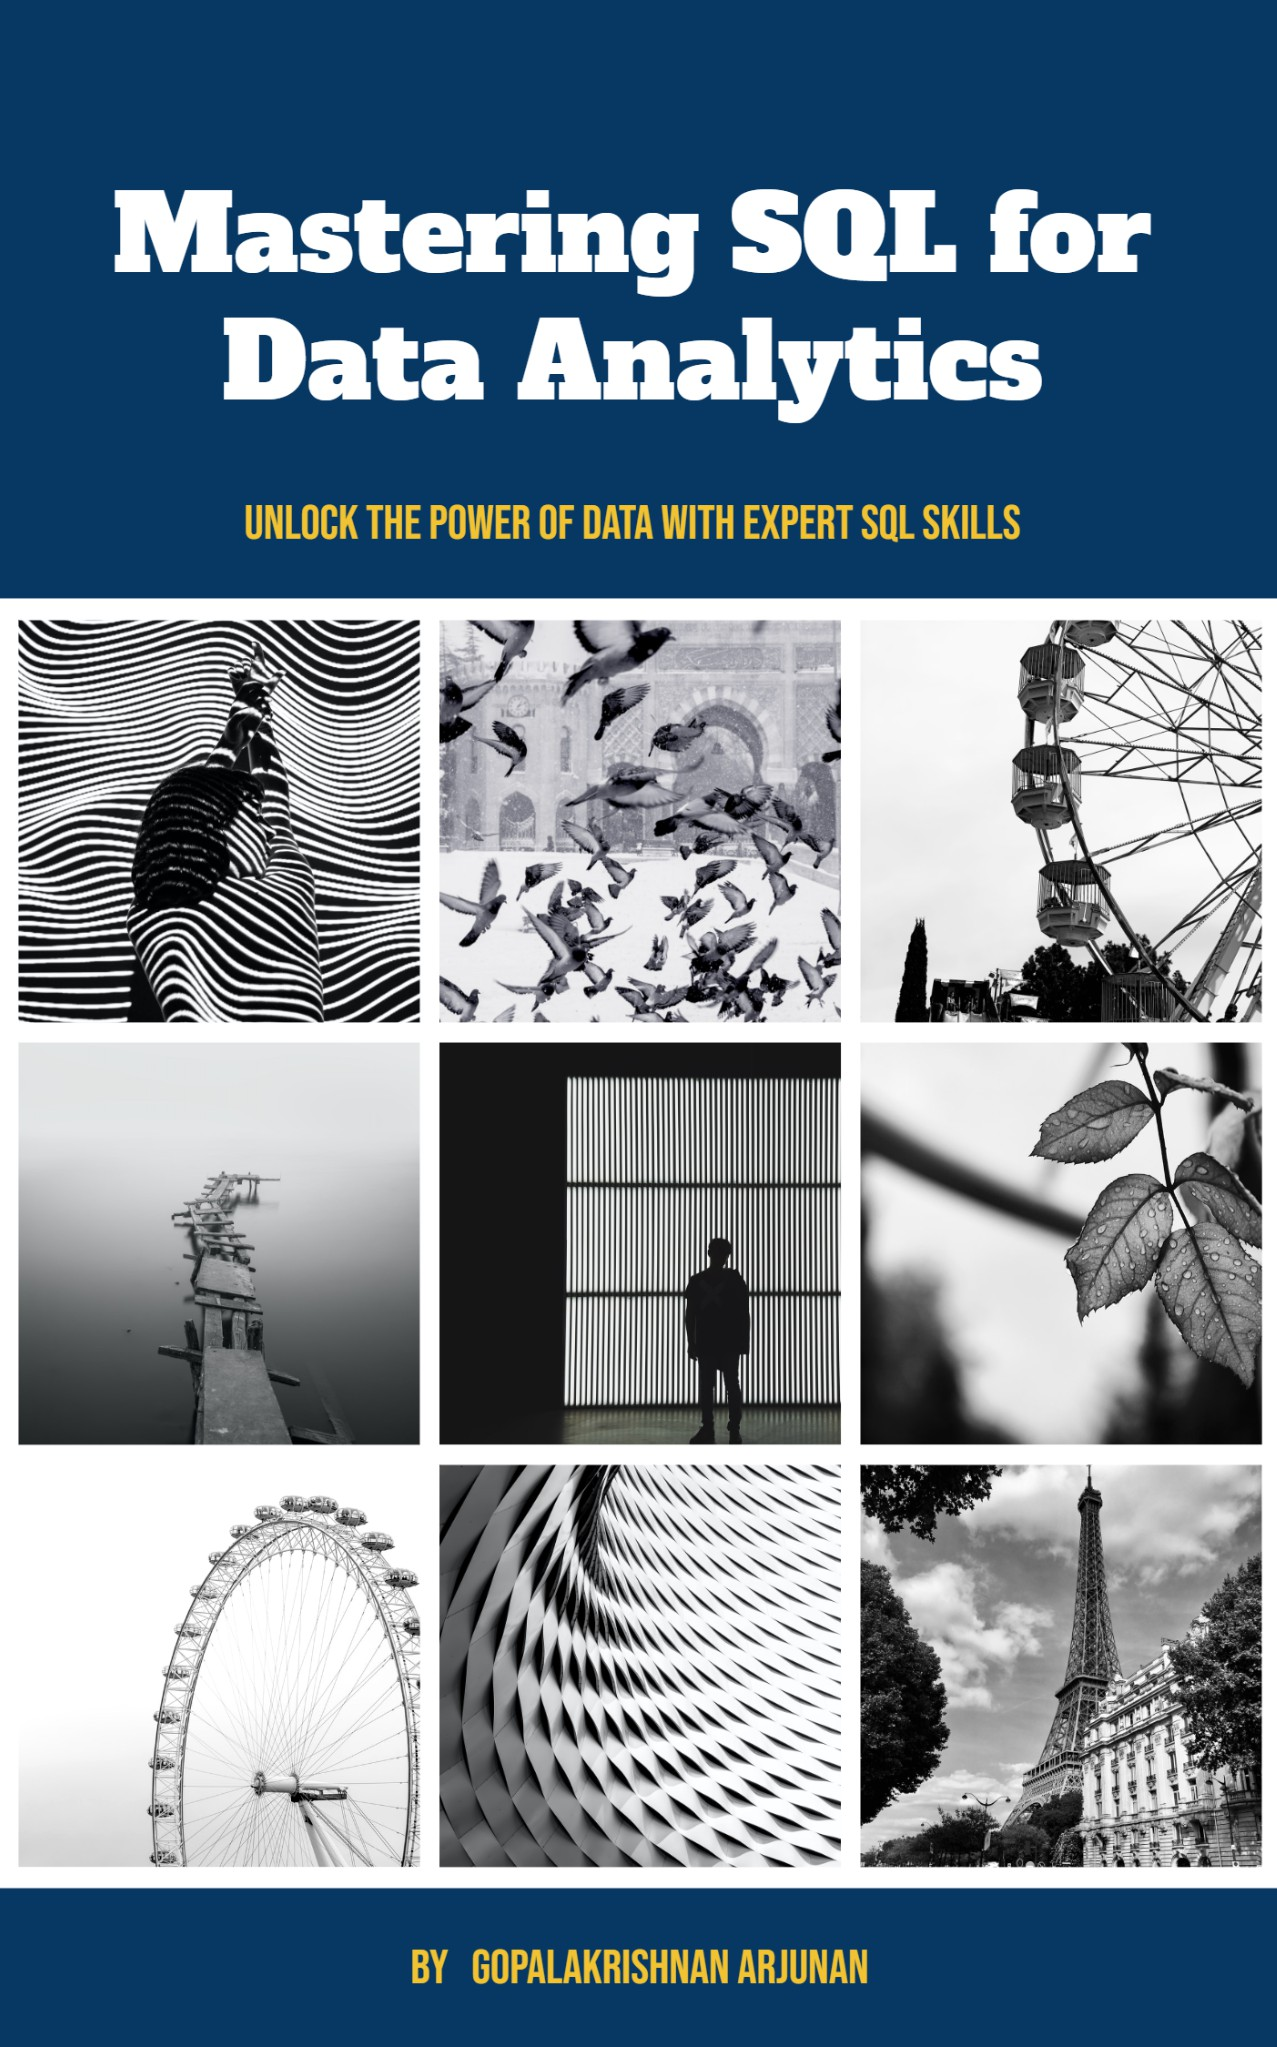 Mastering SQL for
Data Analytics
UNLOCK THE POWER OF DATA WITH EXPERT SQL SKILLS
BY GOPALAKRISHNAN ARJUNAN